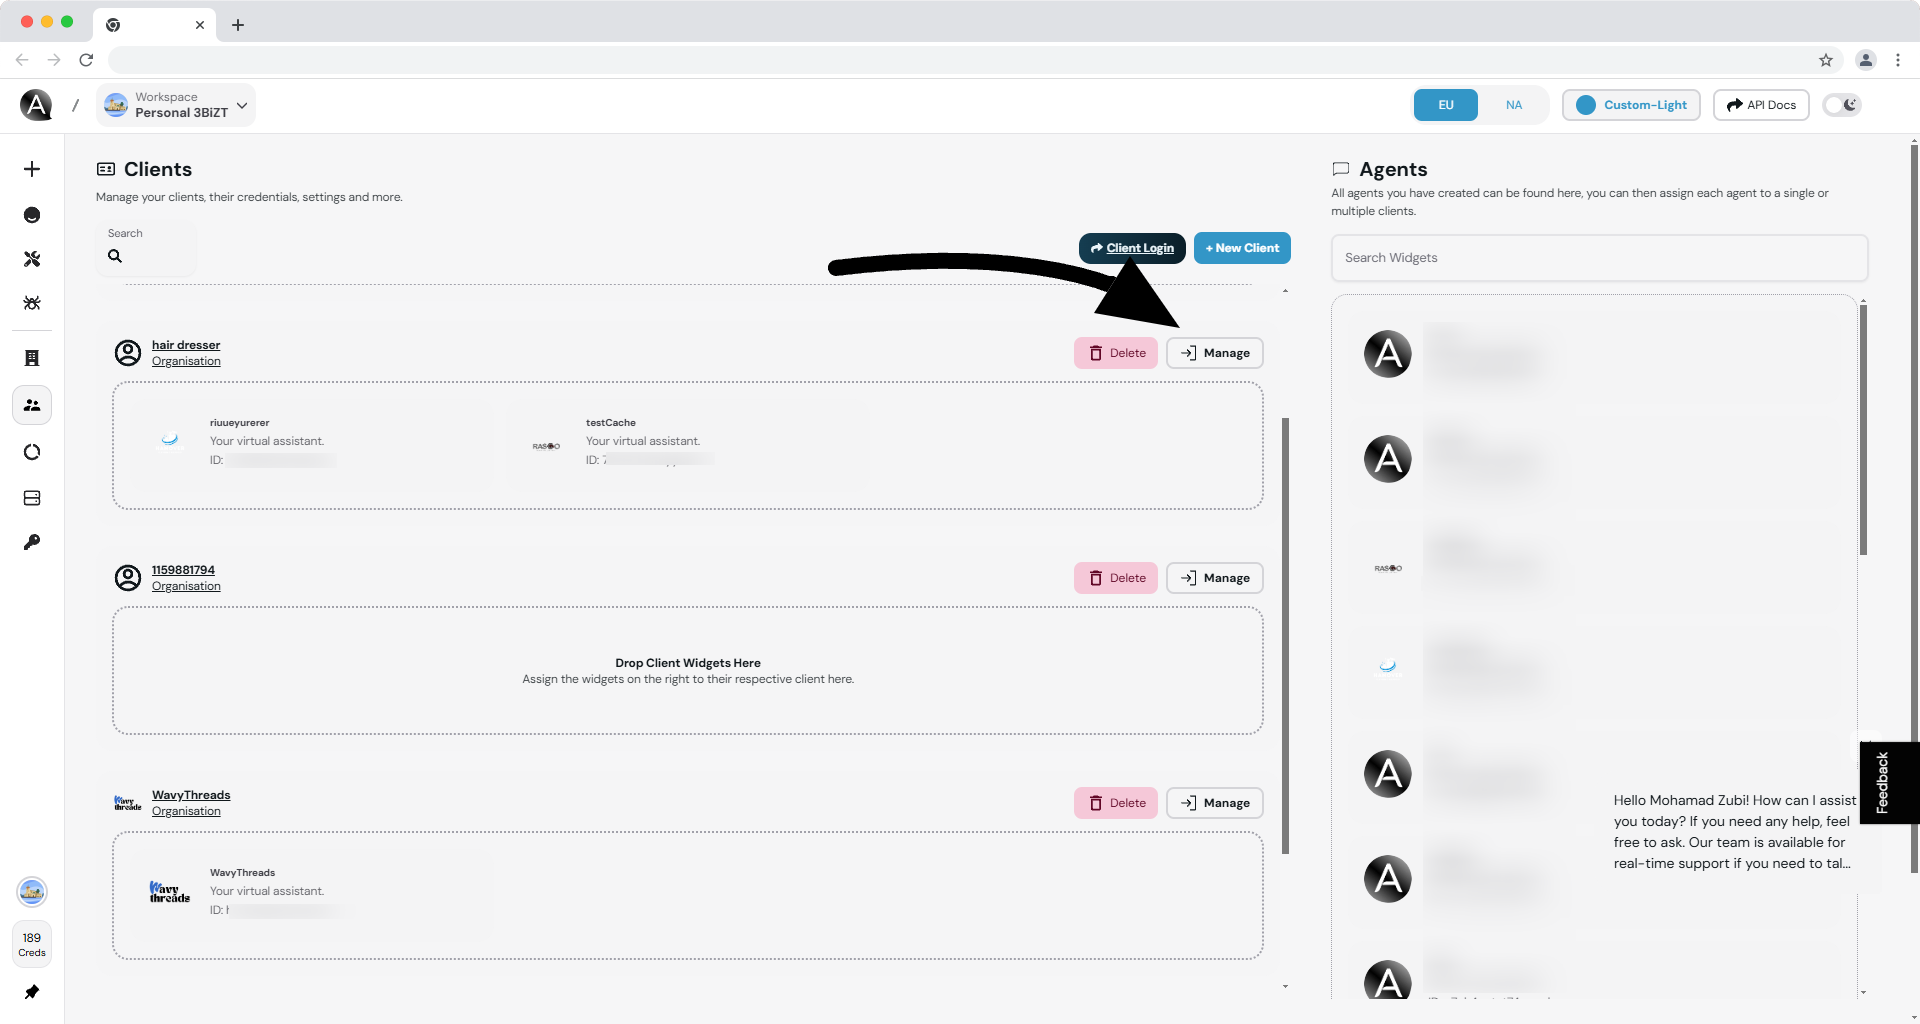 Workspace
Personal 3BiZT
EU
NA
Custom-Light
API Docs
Clients
Manage your clients, their credentials, settings and more.
Search
Client Login
+ New Client
hair dresser
Organisation
Delete
Manage
riuueyurerer
Your virtual assistant.
ID:
testCache
Your virtual assistant.
ID:
1159881794
Organisation
Delete
Manage
Drop Client Widgets Here
Assign the widgets on the right to their respective client here.
Wavy
threads
WavyThreads
Organisation
Delete
Manage
Wavy
threads
WavyThreads
Your virtual assistant.
ID:
189
Creds
Agents
All agents you have created can be found here, you can then assign each agent to a single or
multiple clients.
Search Widgets
Feedback
Hello Mohamad Zubi! How can I assist
you today? If you need any help, feel
free to ask. Our team is available for
real-time support if you need to tal...